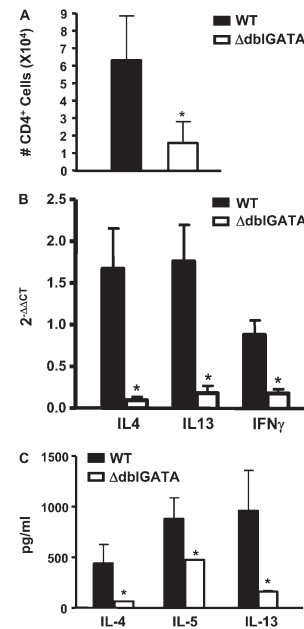 A
# CD4⁺ Cells (X10⁴)
9
8
7
6
5
4
3
2
1
0
WT
ΔdblGATA
*
B
2^-ΔΔCT
2.5
2.0
1.5
1.0
0.5
0.0
WT
ΔdblGATA
* * *
IL4 IL13 IFNγ
C
pg/ml
1500
1000
500
0
WT
ΔdblGATA
* * *
IL-4 IL-5 IL-13